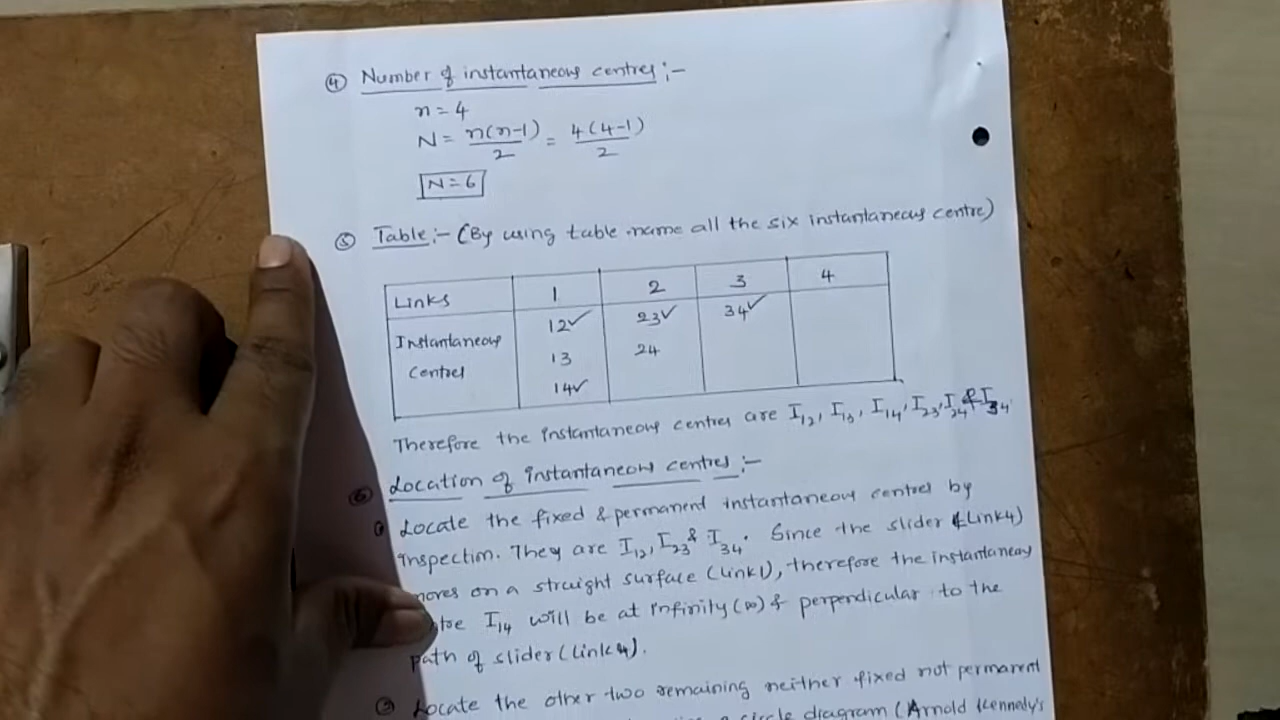 ④ Number of instantaneous centres :-
n = 4
N = n(n-1)/2 = 4(4-1)/2
N = 6
⑤ Table :- (By using table name all the six instantaneous centre)
Links 1 2 3 4
Instantaneous Centres 12✓ 23✓ 34✓
13 24
14✓
Therefore the instantaneous centres are I12, I13, I14, I23, I24 & I34.
⑥ Location of instantaneous centres :-
① Locate the fixed & permanent instantaneous centres by
inspection. They are I12, I23 & I34. Since the slider (Link4)
moves on a straight surface (Link1), therefore the instantaneous
I14 will be at infinity (∞) & perpendicular to the
path of slider (Link 4).
② Locate the other two remaining neither fixed not permanent
circle diagram (Arnold Kennedy's